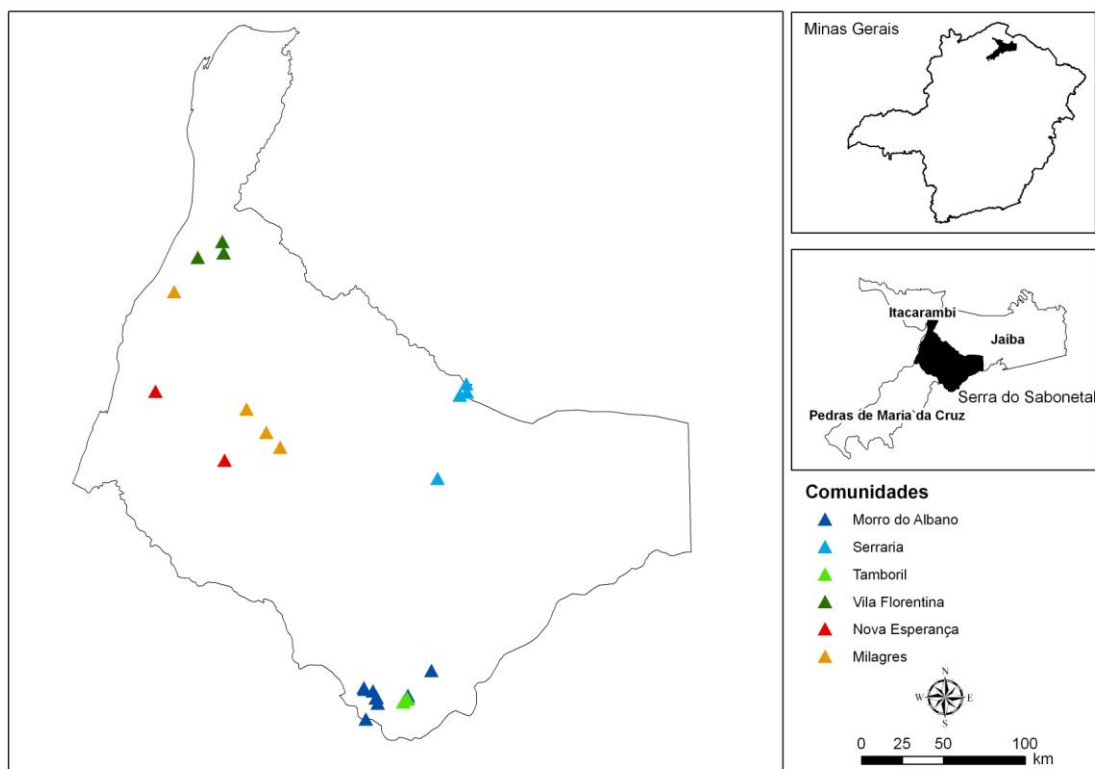 Minas Gerais
Itacarambi
Jaíba
Serra do Sabonetal
Pedras de Maria da Cruz
Comunidades
Morro do Albano
Serraria
Tamboril
Vila Florentina
Nova Esperança
Milagres
N
W E
S
0 25 50 100
km